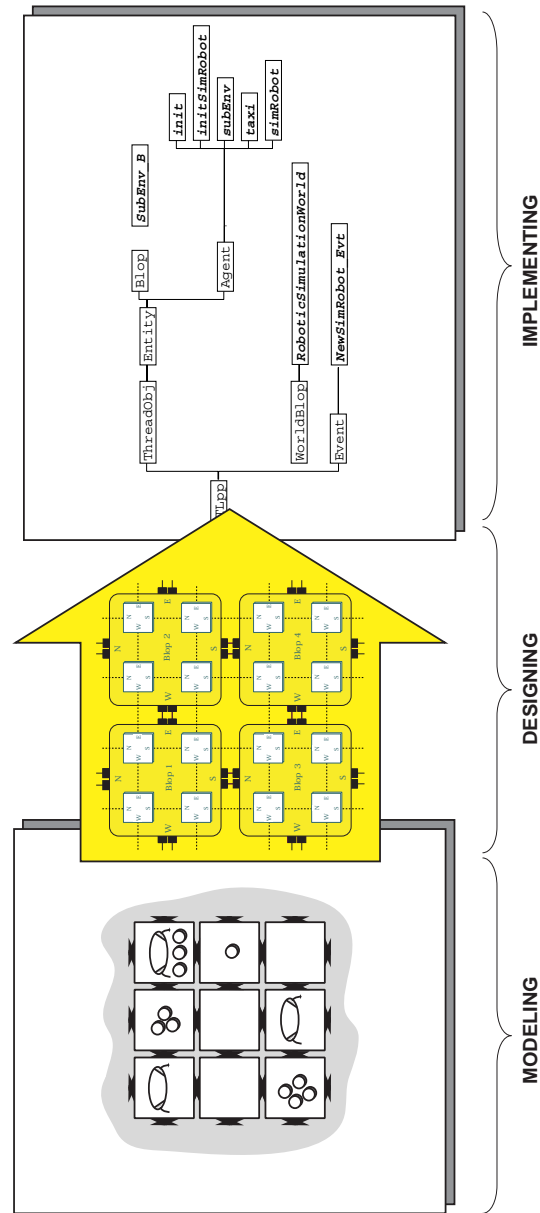 N
N
N
N
W E
W E
S
S
W Blop 1 E
N
N
W E
W E
S
S
S
N
N
W E
W E
S
S
W Blop 2 E
N
N
W E
W E
S
S
S
N
N
W E
W E
S
S
W Blop 3 E
N
N
W E
W E
S
S
S
N
N
W E
W E
S
S
W Blop 4 E
N
N
W E
W E
S
S
S
TLpp
ThreadObj
Entity
Blop
SubEnv B
Agent
init
initSimRobot
subEnv
taxi
simRobot
WorldBlop
RoboticSimulationWorld
Event
NewSimRobot Evt
MODELING
DESIGNING
IMPLEMENTING